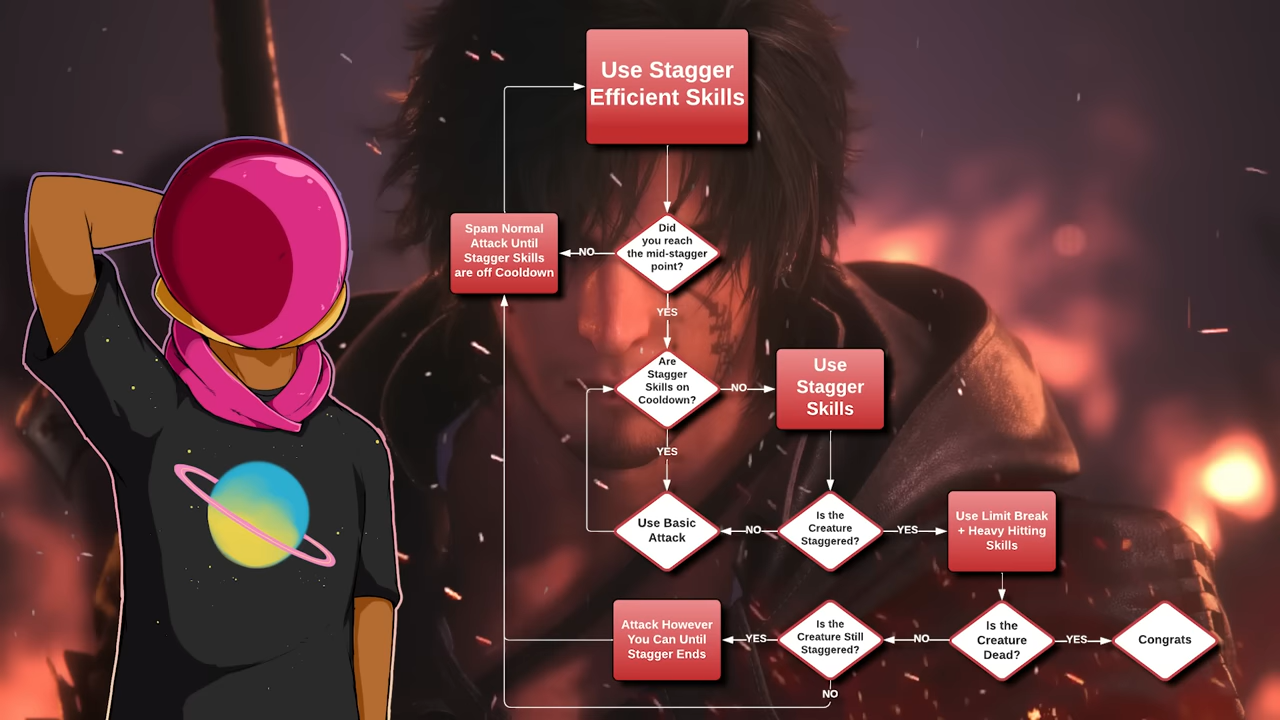 Use Stagger
Efficient Skills
Spam Normal
Attack Until
Stagger Skills
are off Cooldown
NO
Did
you reach
the mid-stagger
point?
YES
Are
Stagger
Skills on
Cooldown?
NO
Use
Stagger
Skills
YES
Use Basic
Attack
NO
Is the
Creature
Staggered?
YES
Use Limit Break
+ Heavy Hitting
Skills
Attack However
You Can Until
Stagger Ends
YES
Is the
Creature Still
Staggered?
NO
Is the
Creature
Dead?
YES
Congrats
NO